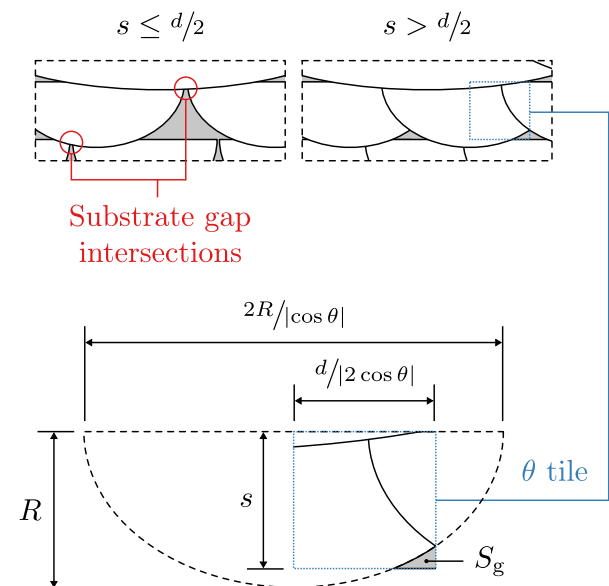 s ≤ d/2
s > d/2
Substrate gap
intersections
2R/|cos θ|
d/|2 cos θ|
θ tile
s
R
S_g